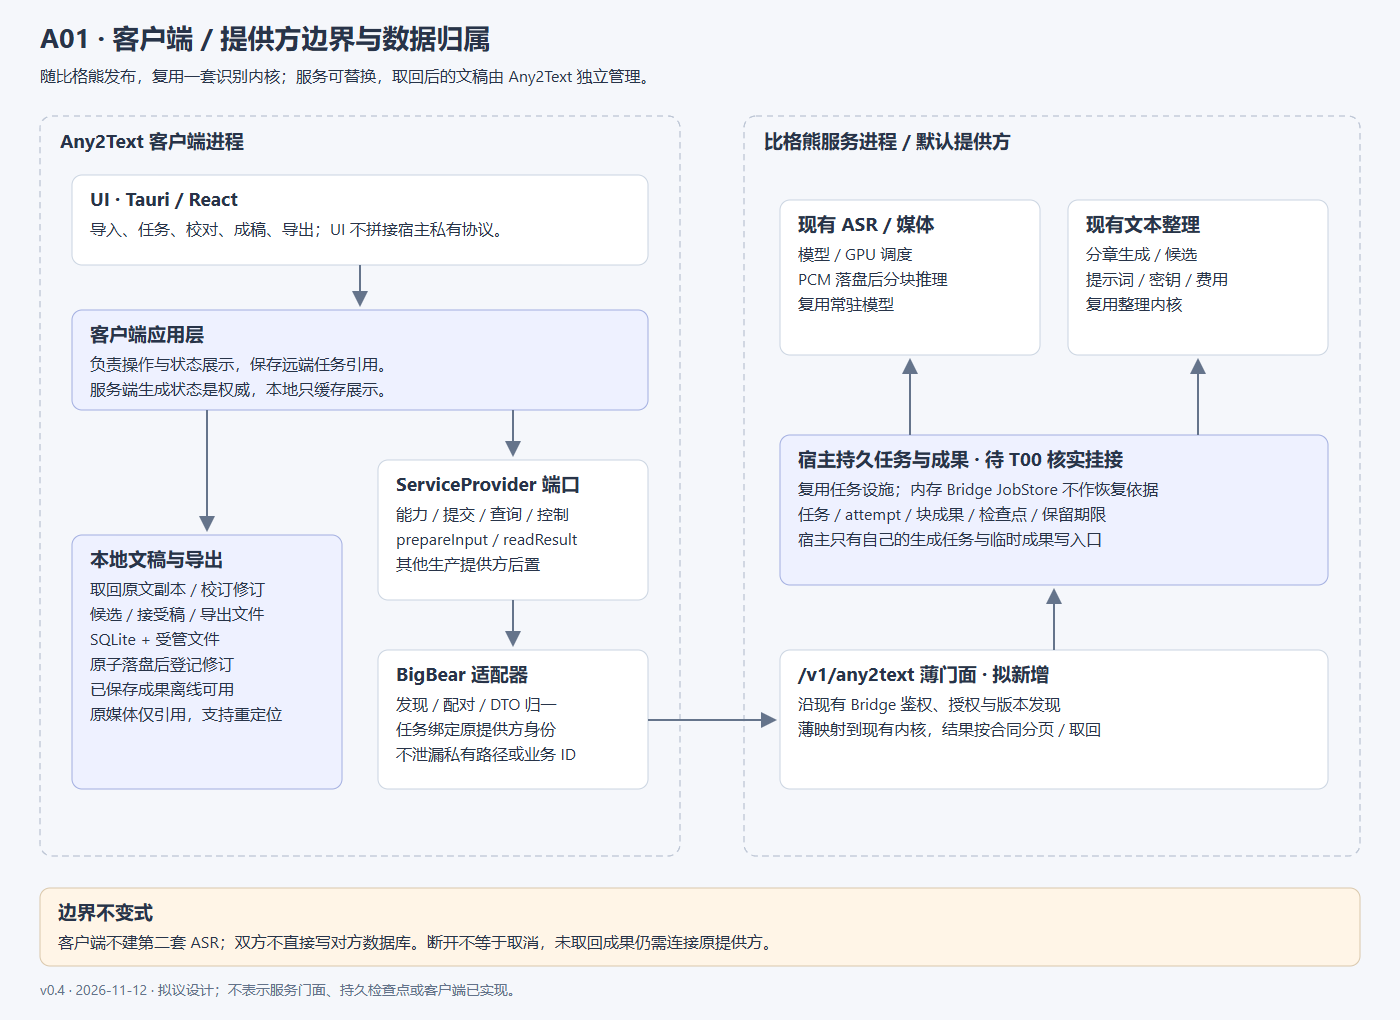 A01 · 客户端 / 提供方边界与数据归属
随比格熊发布，复用一套识别内核；服务可替换，取回后的文稿由 Any2Text 独立管理。
Any2Text 客户端进程
UI · Tauri / React
导入、任务、校对、成稿、导出；UI 不拼接宿主私有协议。
客户端应用层
负责操作与状态展示，保存远端任务引用。
服务端生成状态是权威，本地只缓存展示。
ServiceProvider 端口
能力 / 提交 / 查询 / 控制
prepareInput / readResult
其他生产提供方后置
本地文稿与导出
取回原文副本 / 校订修订
候选 / 接受稿 / 导出文件
SQLite + 受管文件
原子落盘后登记修订
已保存成果离线可用
原媒体仅引用，支持重定位
BigBear 适配器
发现 / 配对 / DTO 归一
任务绑定原提供方身份
不泄漏私有路径或业务 ID
比格熊服务进程 / 默认提供方
现有 ASR / 媒体
模型 / GPU 调度
PCM 落盘后分块推理
复用常驻模型
现有文本整理
分章生成 / 候选
提示词 / 密钥 / 费用
复用整理内核
宿主持久任务与成果 · 待 T00 核实挂接
复用任务设施；内存 Bridge JobStore 不作恢复依据
任务 / attempt / 块成果 / 检查点 / 保留期限
宿主只有自己的生成任务与临时成果写入口
/v1/any2text 薄门面 · 拟新增
沿现有 Bridge 鉴权、授权与版本发现
薄映射到现有内核，结果按合同分页 / 取回
边界不变式
客户端不建第二套 ASR；双方不直接写对方数据库。断开不等于取消，未取回成果仍需连接原提供方。
v0.4 · 2026-11-12 · 拟议设计；不表示服务门面、持久检查点或客户端已实现。